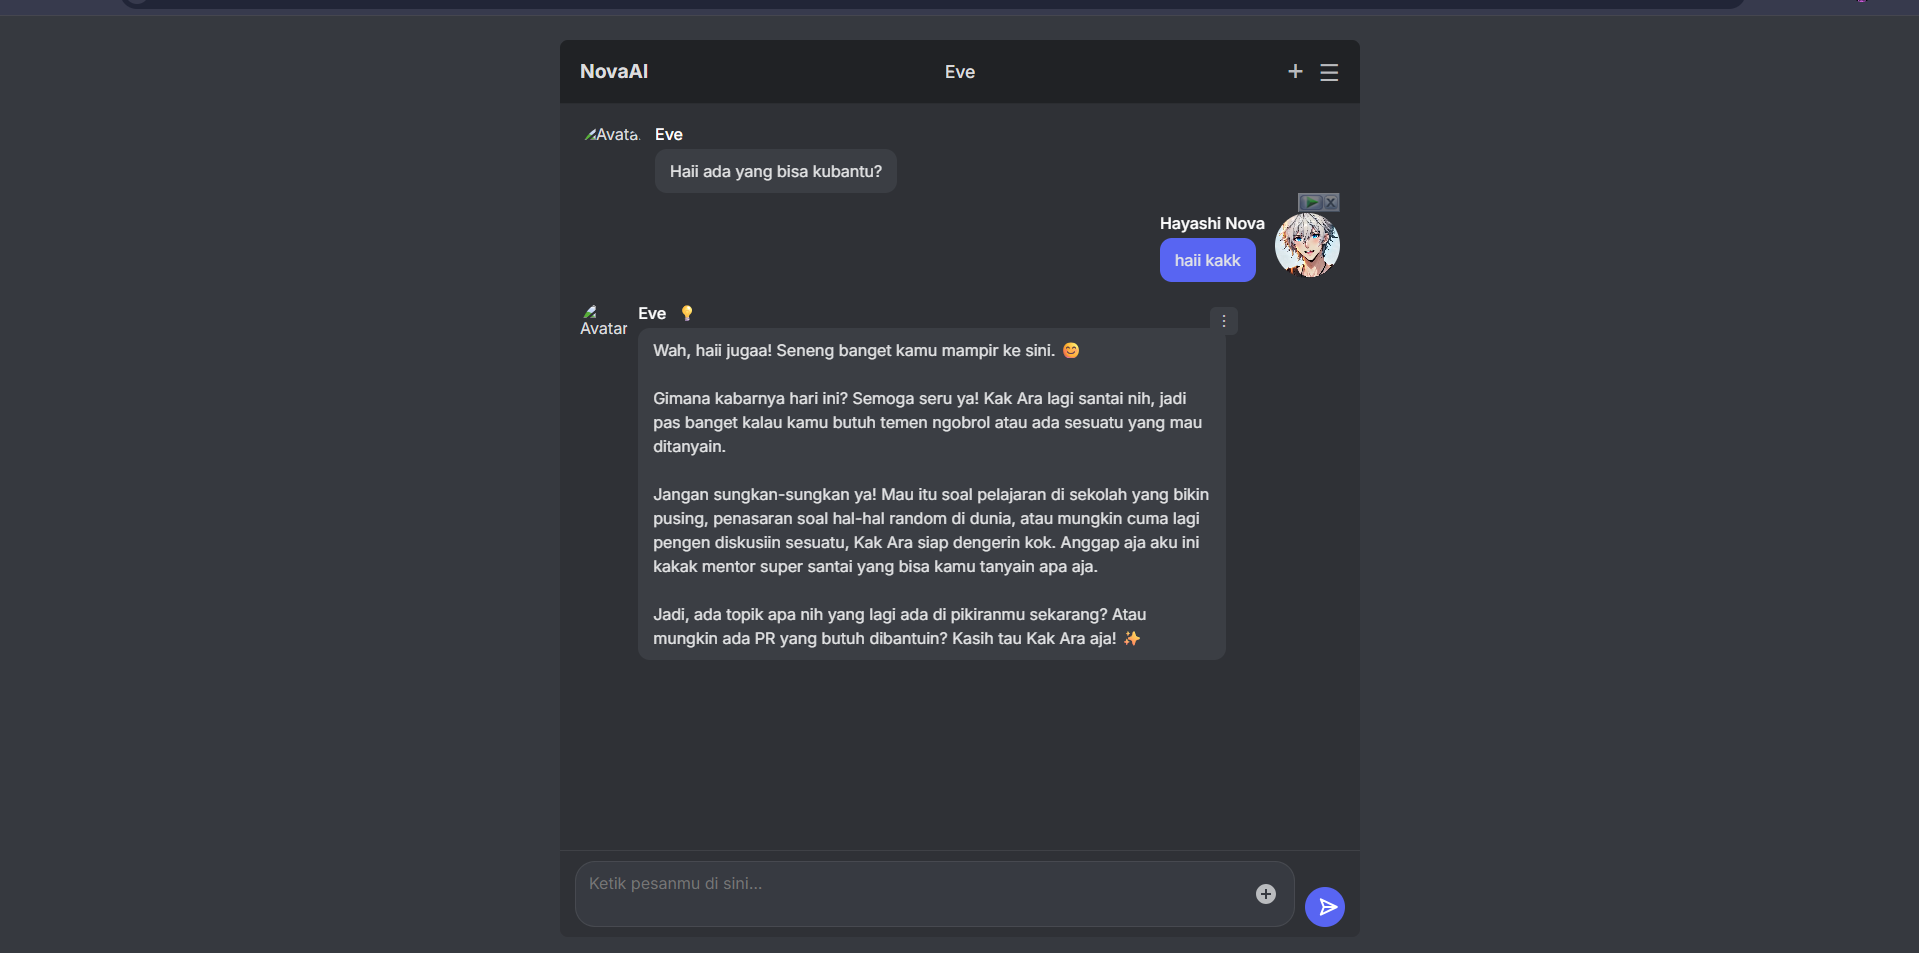 NovaAI
Eve
Avata
Eve
Haii ada yang bisa kubantu?
Hayashi Nova
haii kakk
Avatar
Eve
Wah, haii jugaa! Seneng banget kamu mampir ke sini. 😊
Gimana kabarnya hari ini? Semoga seru ya! Kak Ara lagi santai nih, jadi
pas banget kalau kamu butuh temen ngobrol atau ada sesuatu yang mau
ditanyain.
Jangan sungkan-sungkan ya! Mau itu soal pelajaran di sekolah yang bikin
pusing, penasaran soal hal-hal random di dunia, atau mungkin cuma lagi
pengen diskusiin sesuatu, Kak Ara siap dengerin kok. Anggap aja aku ini
kakak mentor super santai yang bisa kamu tanyain apa aja.
Jadi, ada topik apa nih yang lagi ada di pikiranmu sekarang? Atau
mungkin ada PR yang butuh dibantuin? Kasih tau Kak Ara aja! ✨
Ketik pesanmu di sini...